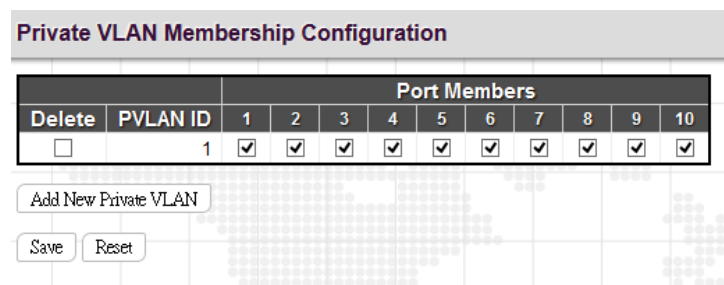 Private VLAN Membership Configuration
Port Members
Delete PVLAN ID 1 2 3 4 5 6 7 8 9 10
1
Add New Private VLAN
Save Reset